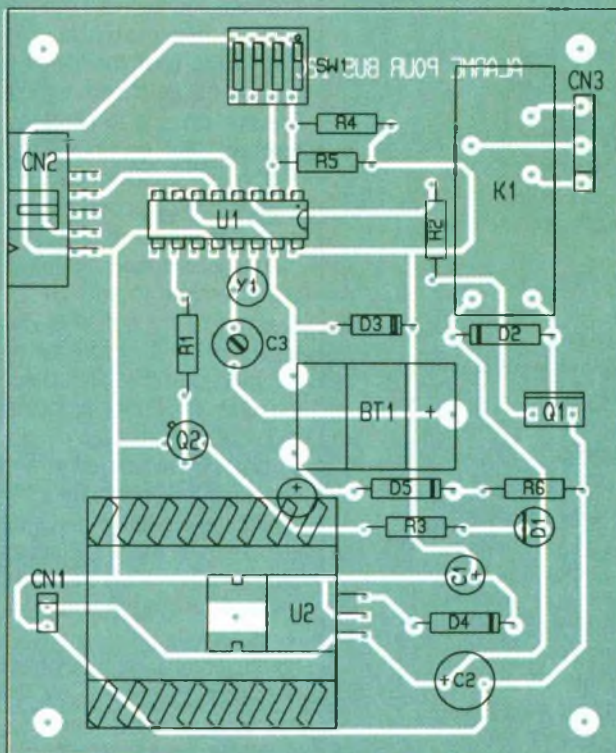 SW1
ALARME POUR BUS I2C
CN3
R4
CN2
R5
K1
U1
R2
Y1
D3
D2
R1
C3
BT1
+
Q1
Q2
+
D5
R6
R3
D1
CN1
C1
+
U2
D4
+
C2